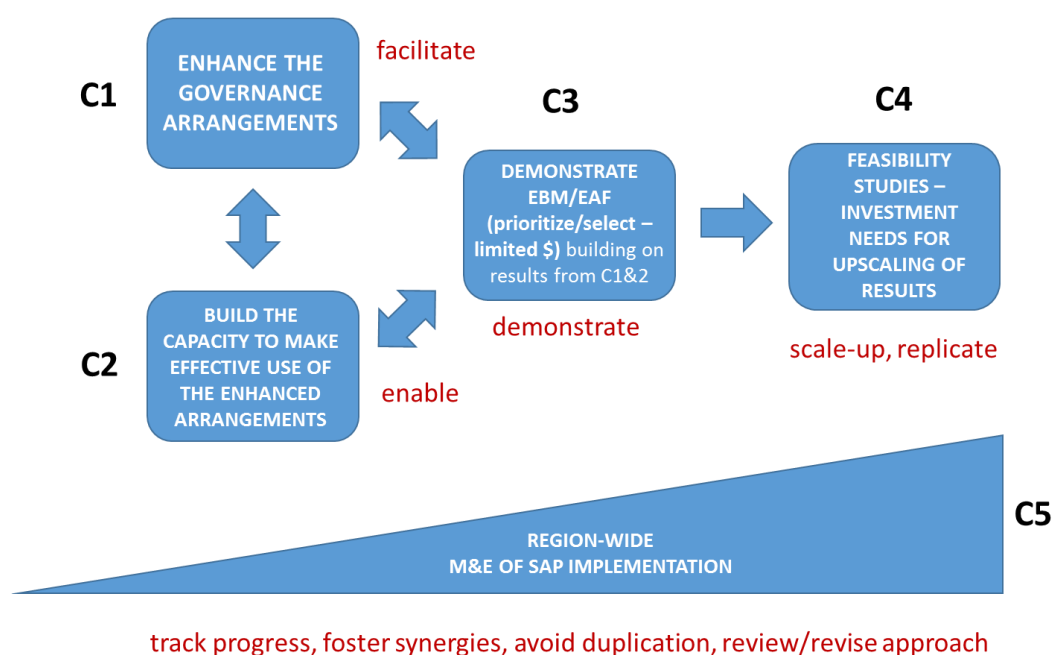 C1
ENHANCE THE
GOVERNANCE
ARRANGEMENTS
facilitate
C2
BUILD THE
CAPACITY TO MAKE
EFFECTIVE USE OF
THE ENHANCED
ARRANGEMENTS
enable
C3
DEMONSTRATE
EBM/EAF
(prioritize/select –
limited $) building on
results from C1&2
demonstrate
C4
FEASIBILITY
STUDIES –
INVESTMENT
NEEDS FOR
UPSCALING OF
RESULTS
scale-up, replicate
C5
REGION-WIDE
M&E OF SAP IMPLEMENTATION
track progress, foster synergies, avoid duplication, review/revise approach